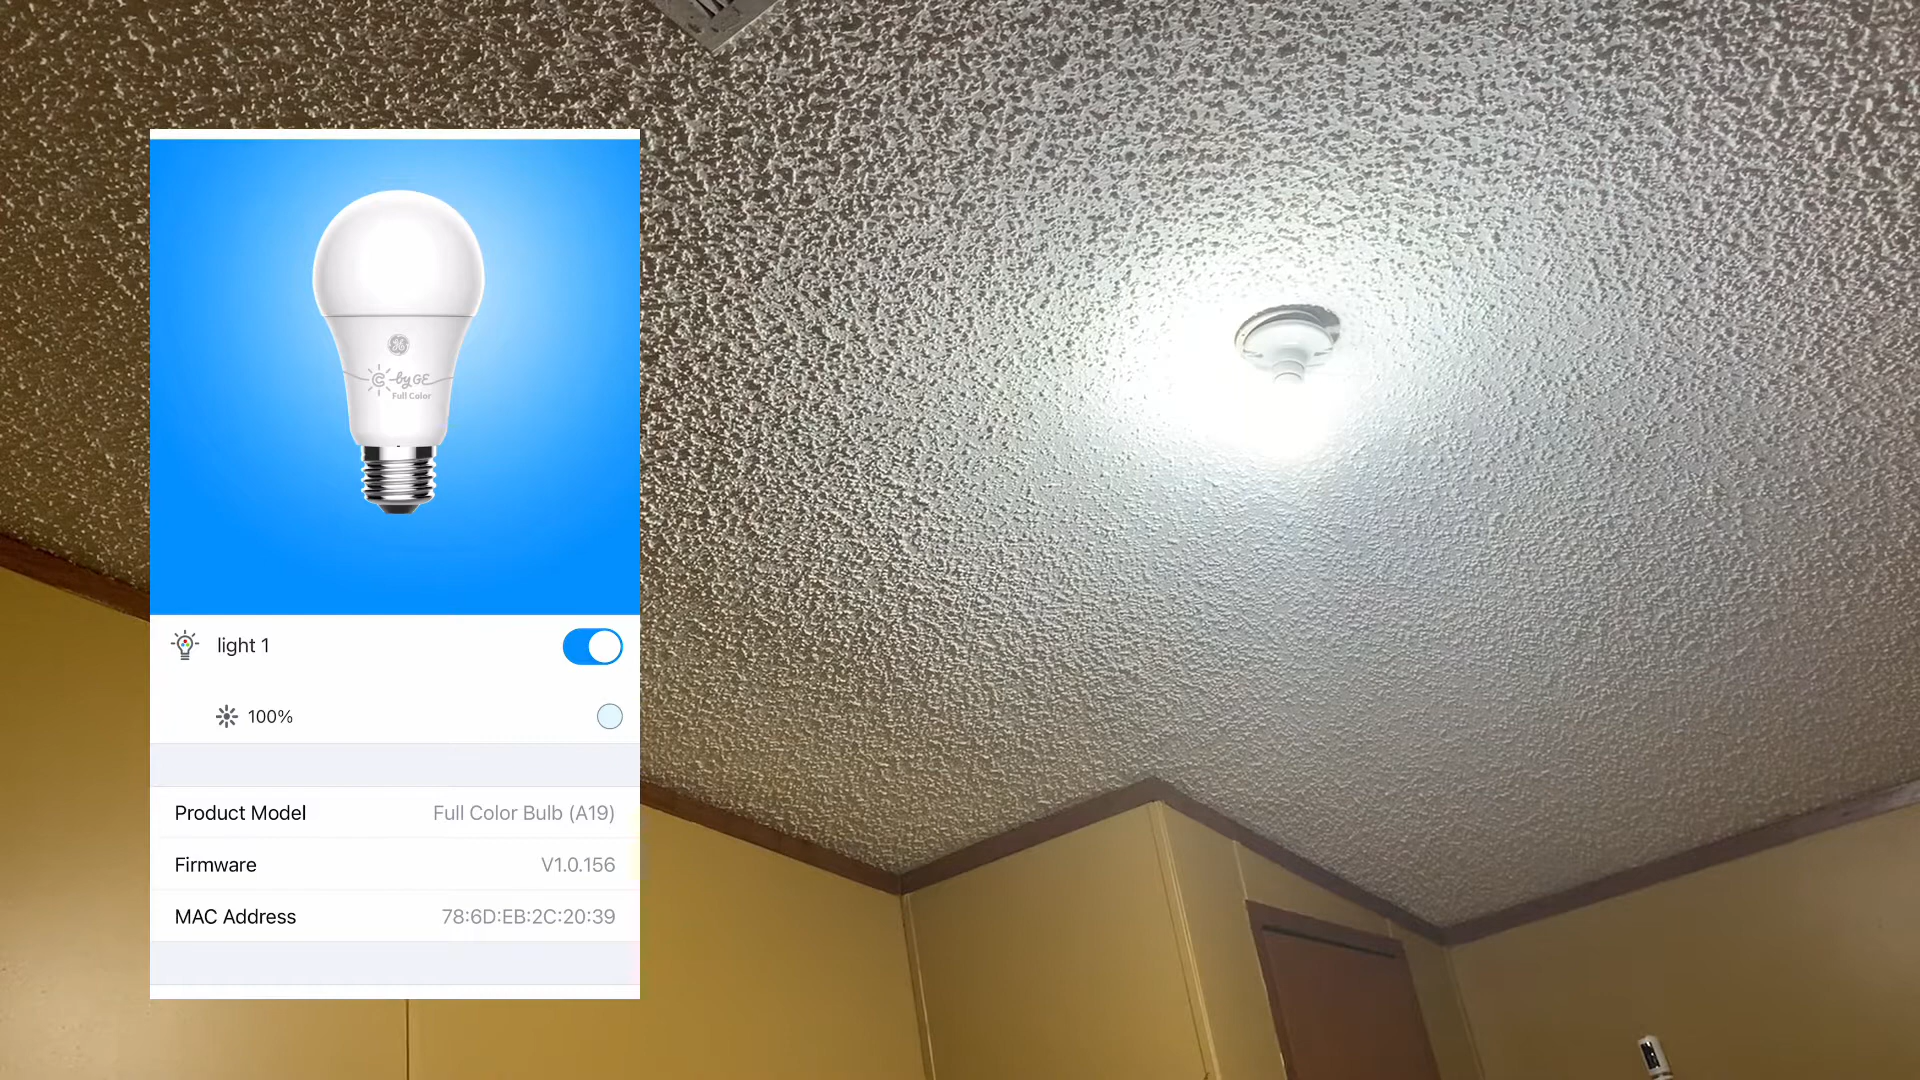 C by GE
Full Color
light 1
100%
Product Model Full Color Bulb (A19)
Firmware V1.0.156
MAC Address 78:6D:EB:2C:20:39